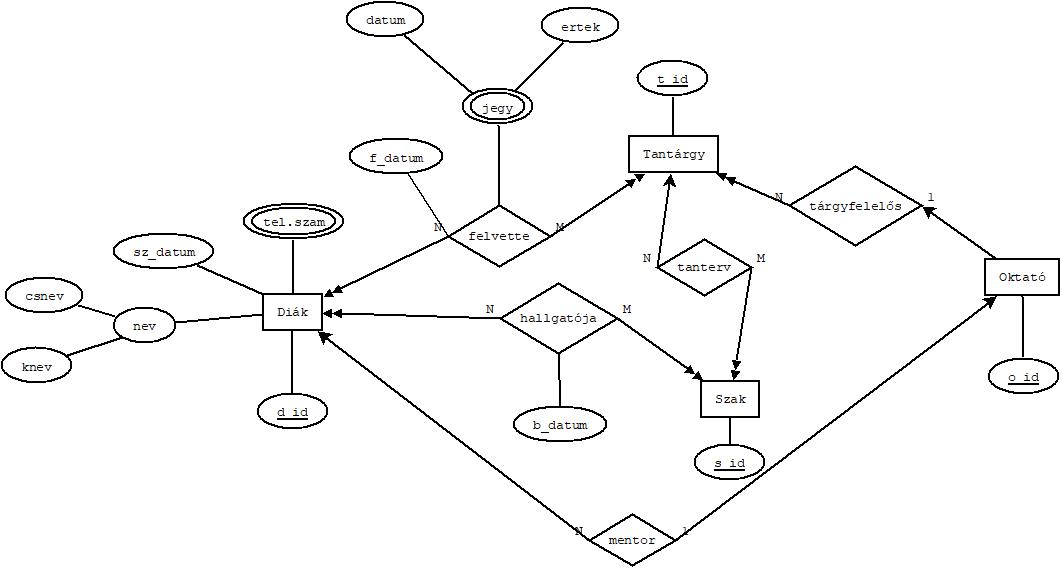 datum
ertek
jegy
t_id
f_datum
Tantárgy
tel.szam
felvette
N
M
N
tárgyfelelős
1
sz_datum
csnev
nev
knev
Diák
N
hallgatója
M
N
tanterv
M
Oktató
d_id
b_datum
Szak
s_id
o_id
N
mentor
1